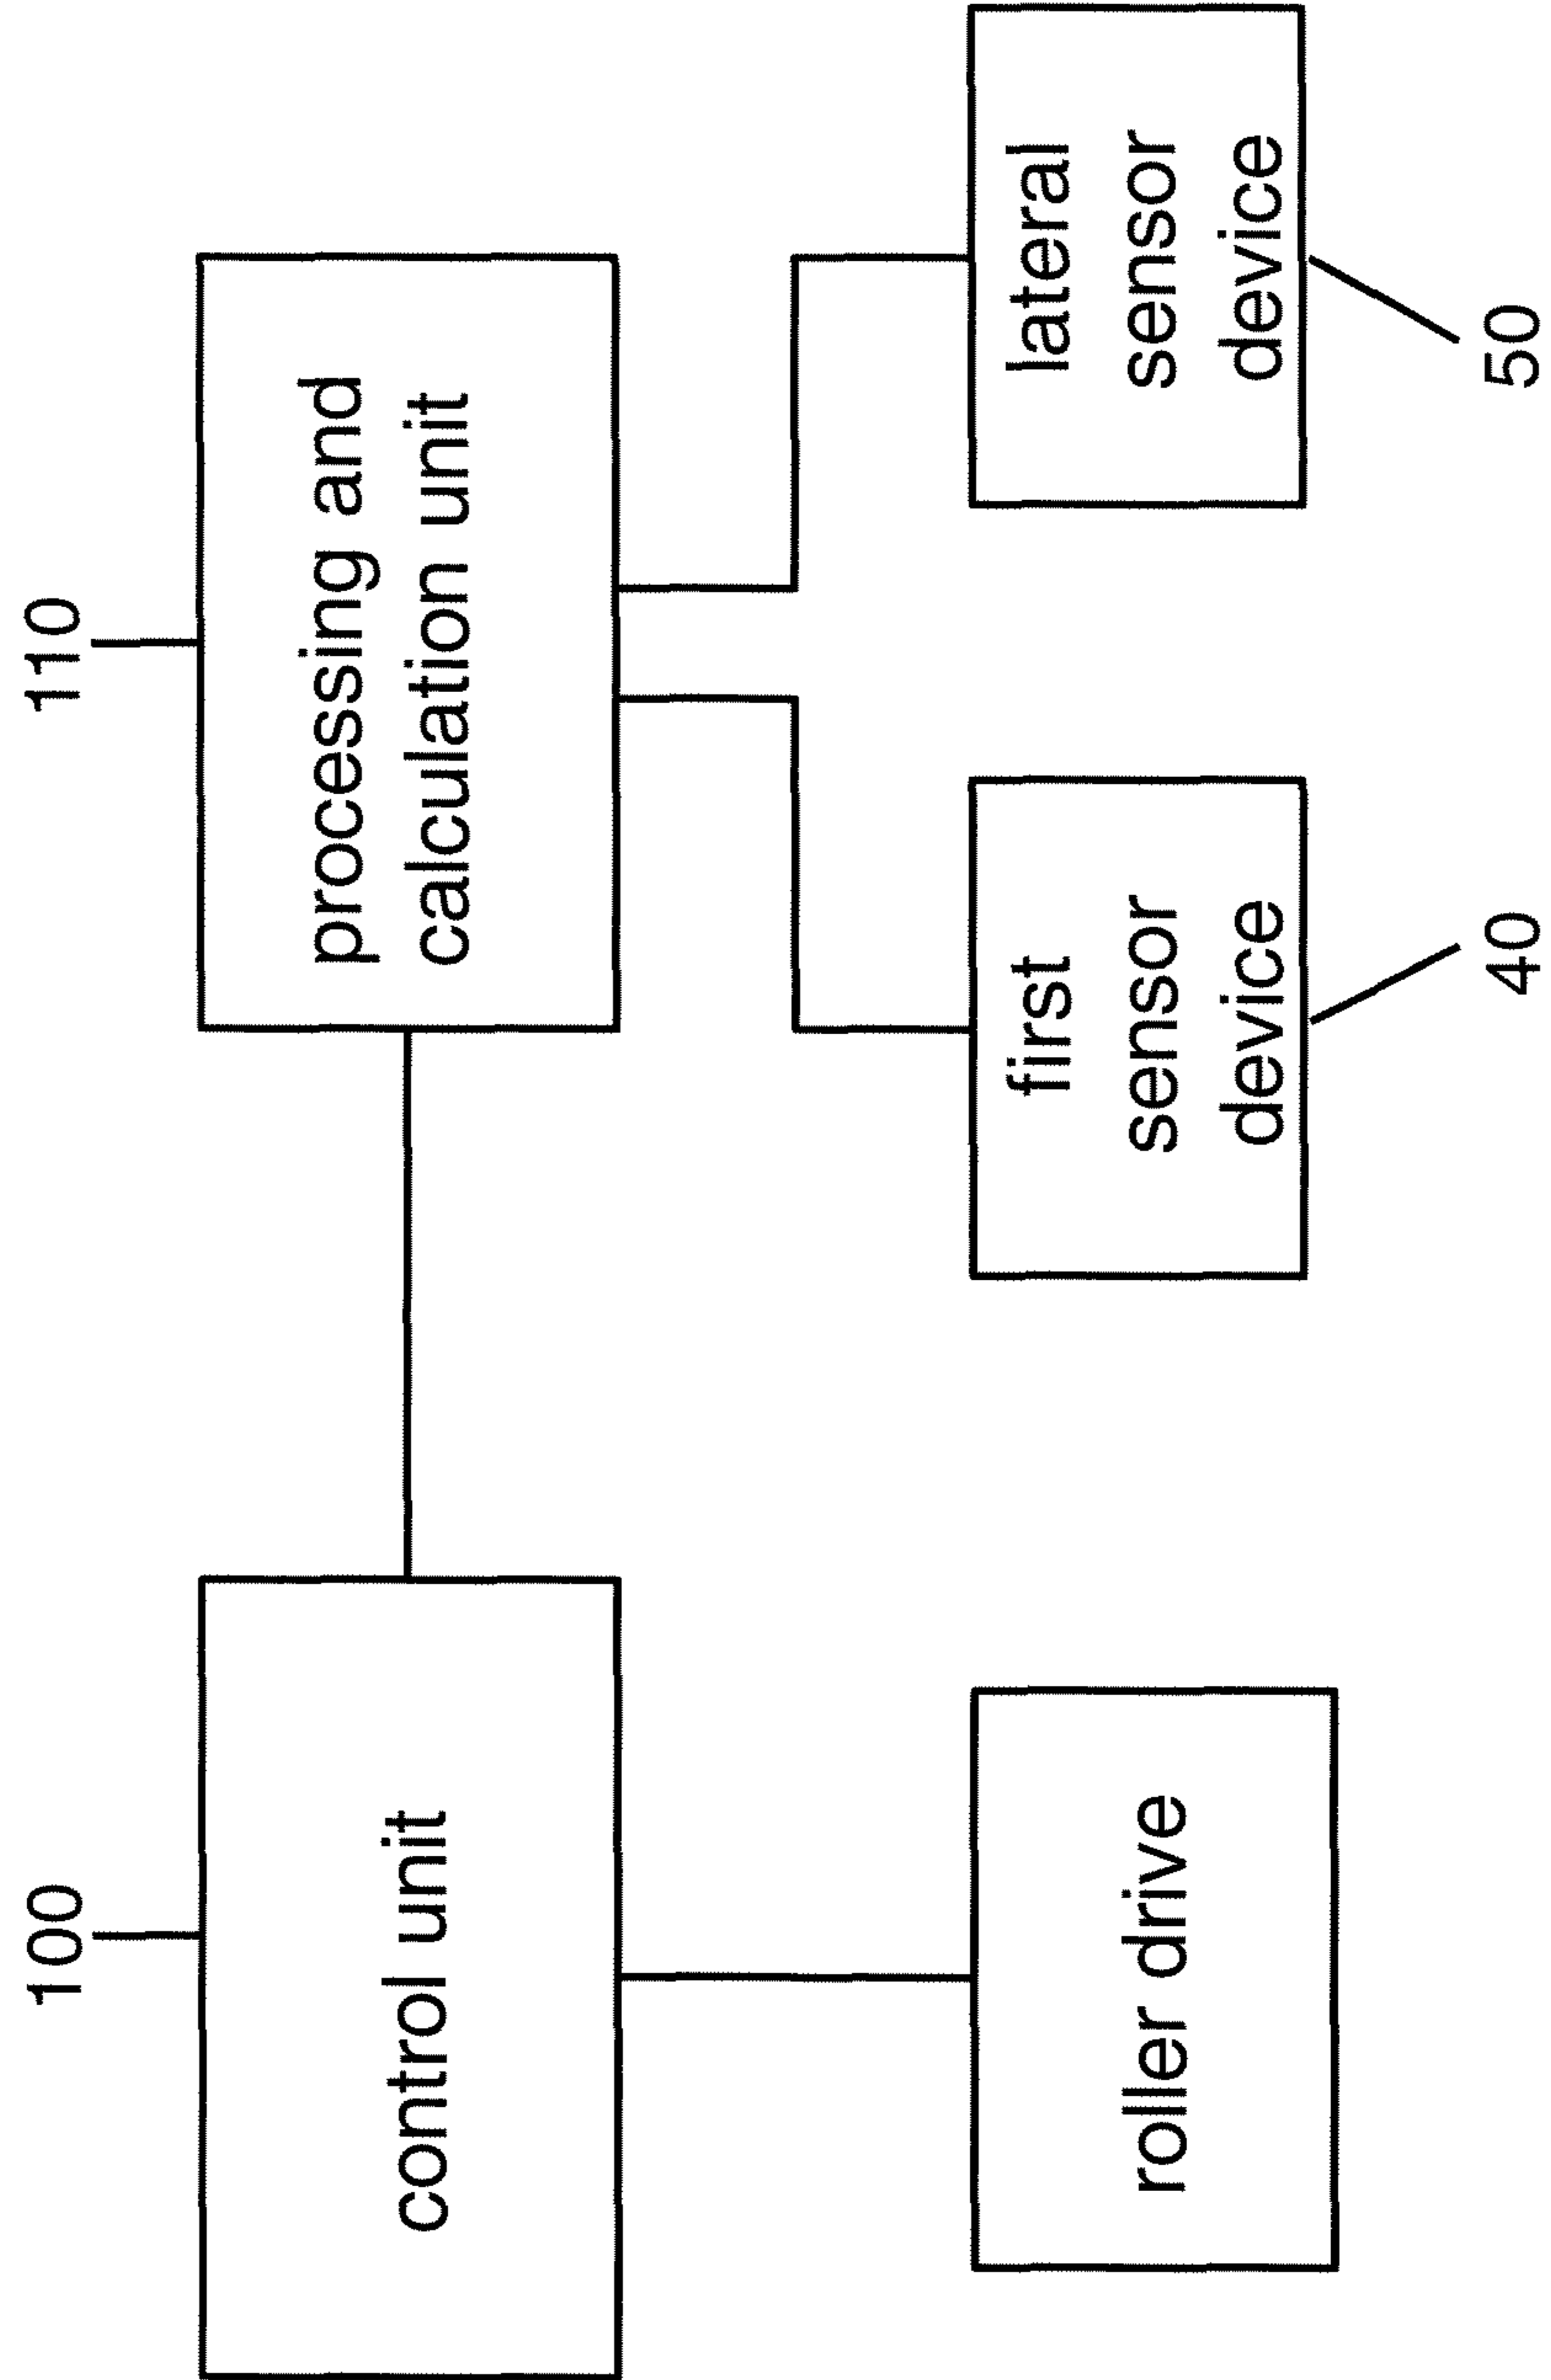 100
110
control unit
processing and
calculation unit
roller drive
first
sensor
device
lateral
sensor
device
40
50